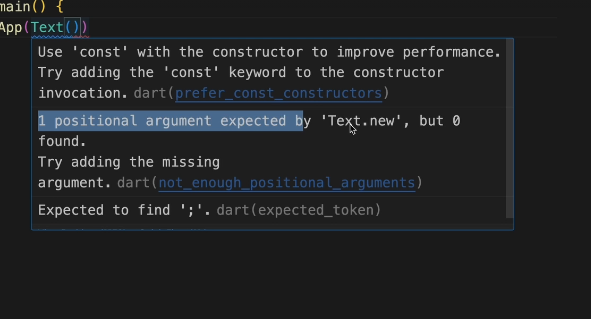 main() {
App(Text())
Use 'const' with the constructor to improve performance.
Try adding the 'const' keyword to the constructor
invocation. dart(prefer_const_constructors)
1 positional argument expected by 'Text.new', but 0
found.
Try adding the missing
argument. dart(not_enough_positional_arguments)
Expected to find ';'. dart(expected_token)